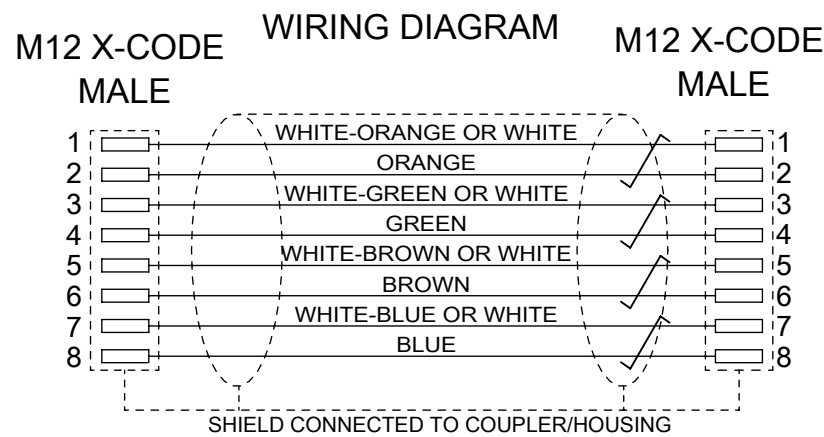 WIRING DIAGRAM
M12 X-CODE
MALE
M12 X-CODE
MALE
1 WHITE-ORANGE OR WHITE 1
2 ORANGE 2
3 WHITE-GREEN OR WHITE 3
4 GREEN 4
5 WHITE-BROWN OR WHITE 5
6 BROWN 6
7 WHITE-BLUE OR WHITE 7
8 BLUE 8
SHIELD CONNECTED TO COUPLER/HOUSING